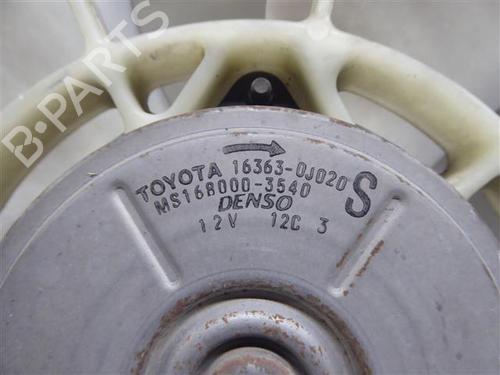 B-PARTS
TOYOTA 16363-0J020
MS168000-3540 S
DENSO
12V 12C 3